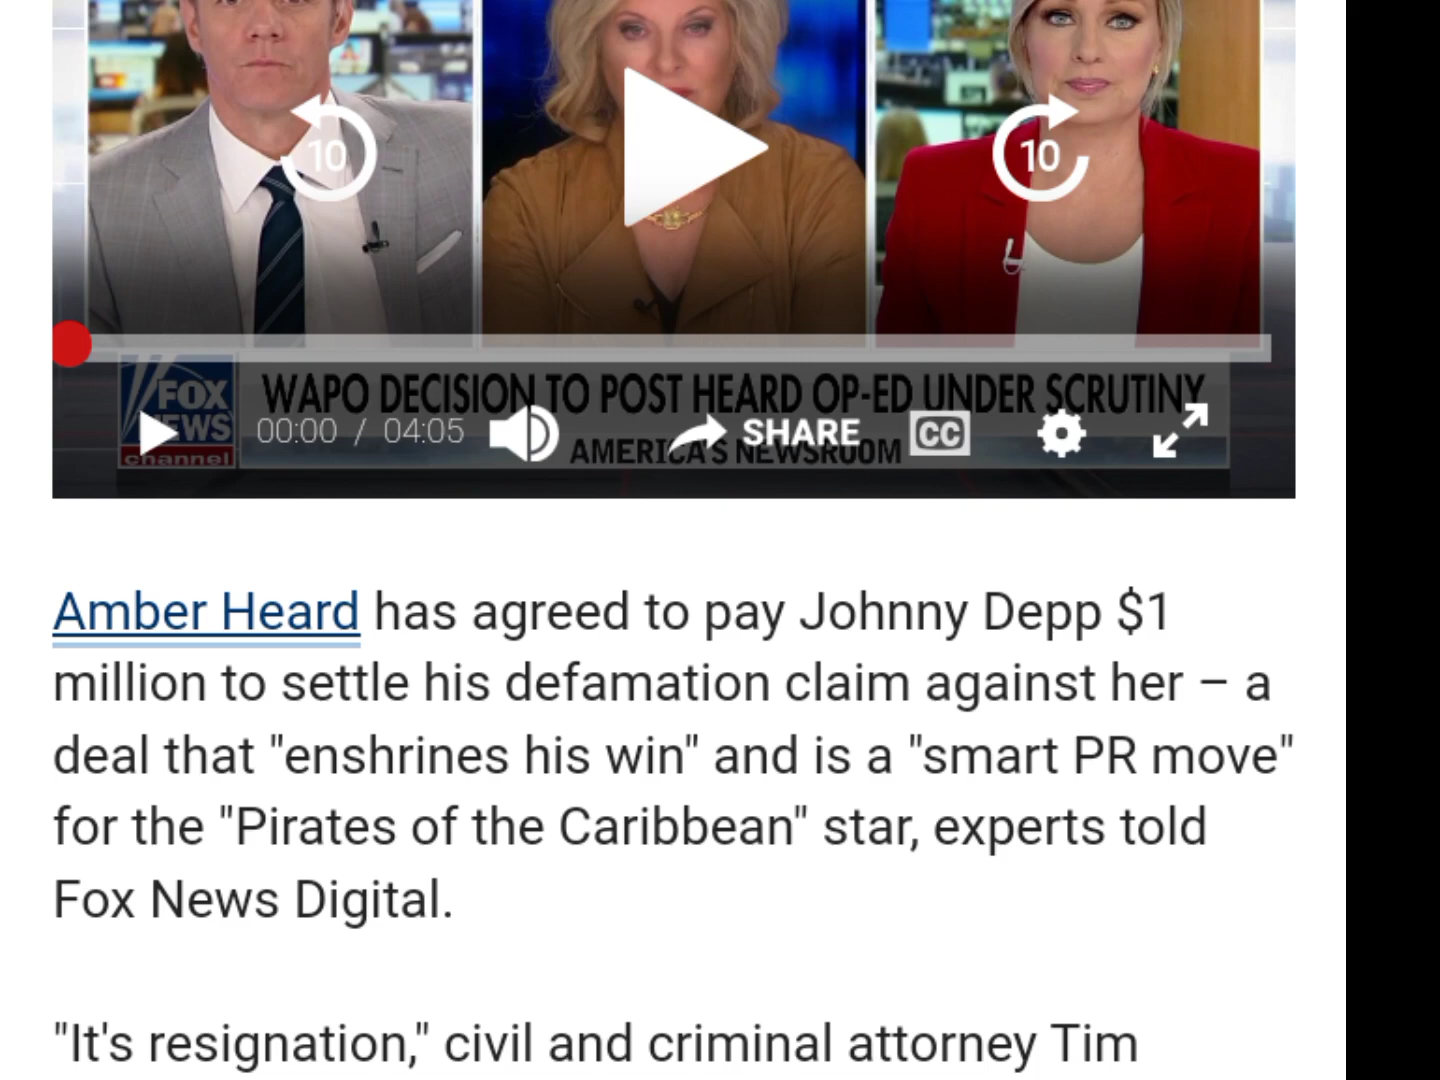 10
10
FOX
NEWS
channel
WAPO DECISION TO POST HEARD OP-ED UNDER SCRUTINY
AMERICA'S NEWSROOM
00:00 / 04:05
SHARE
CC
Amber Heard has agreed to pay Johnny Depp $1
million to settle his defamation claim against her – a
deal that "enshrines his win" and is a "smart PR move"
for the "Pirates of the Caribbean" star, experts told
Fox News Digital.
"It's resignation," civil and criminal attorney Tim